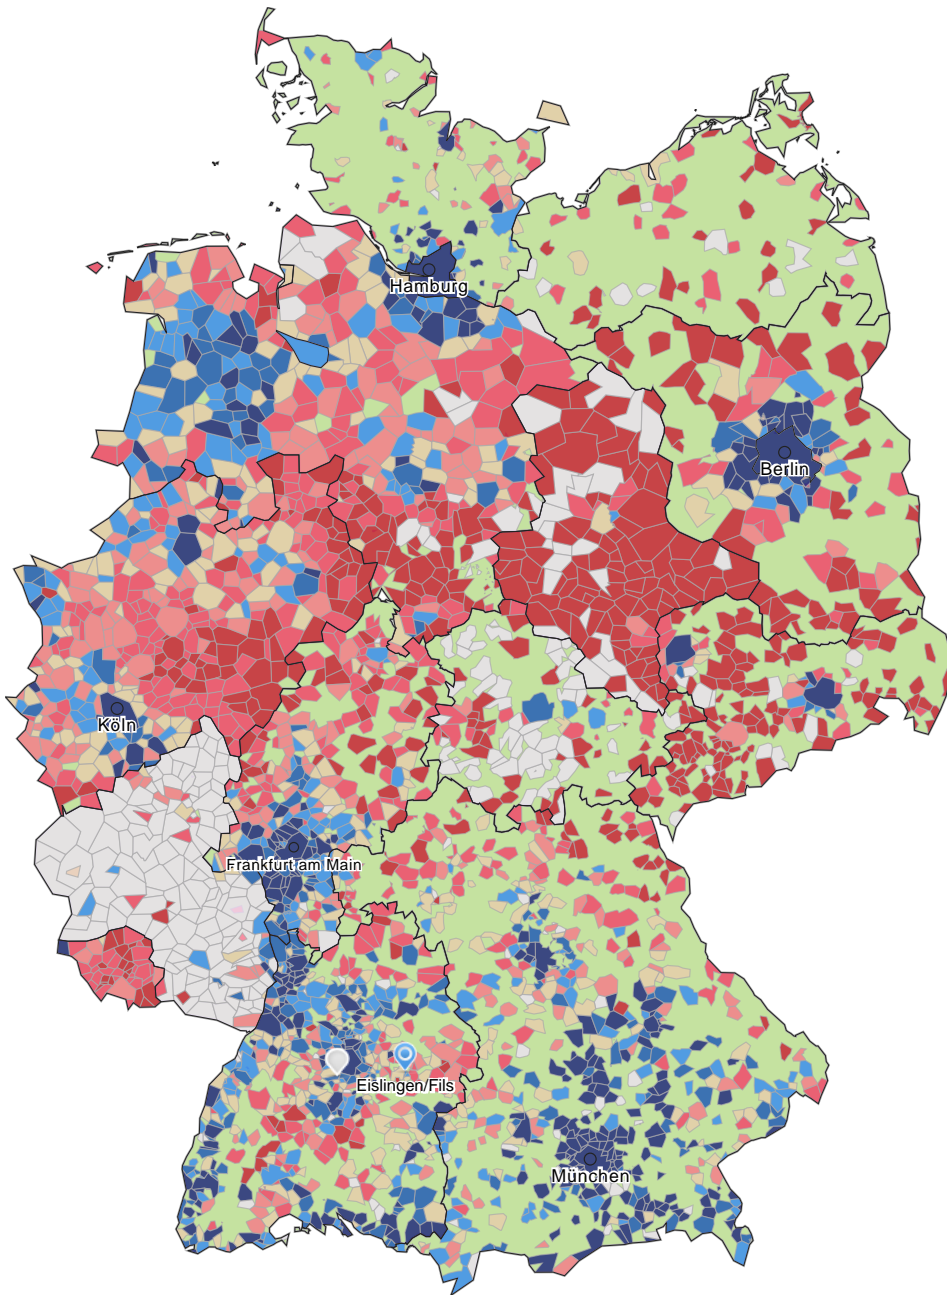 Hamburg
Berlin
Köln
Frankfurt am Main
Eislingen/Fils
München